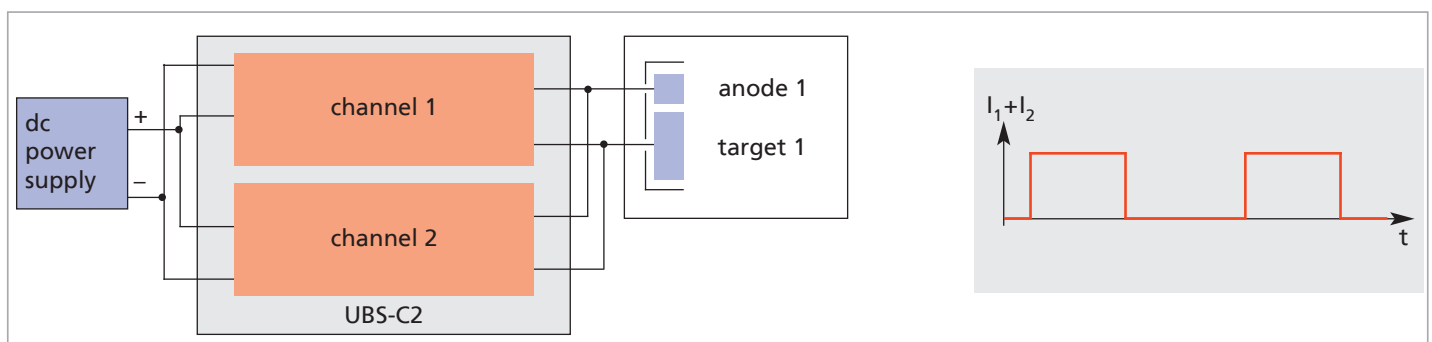 dc
power
supply
+
–
channel 1
channel 2
UBS-C2
anode 1
target 1
I₁+I₂
t